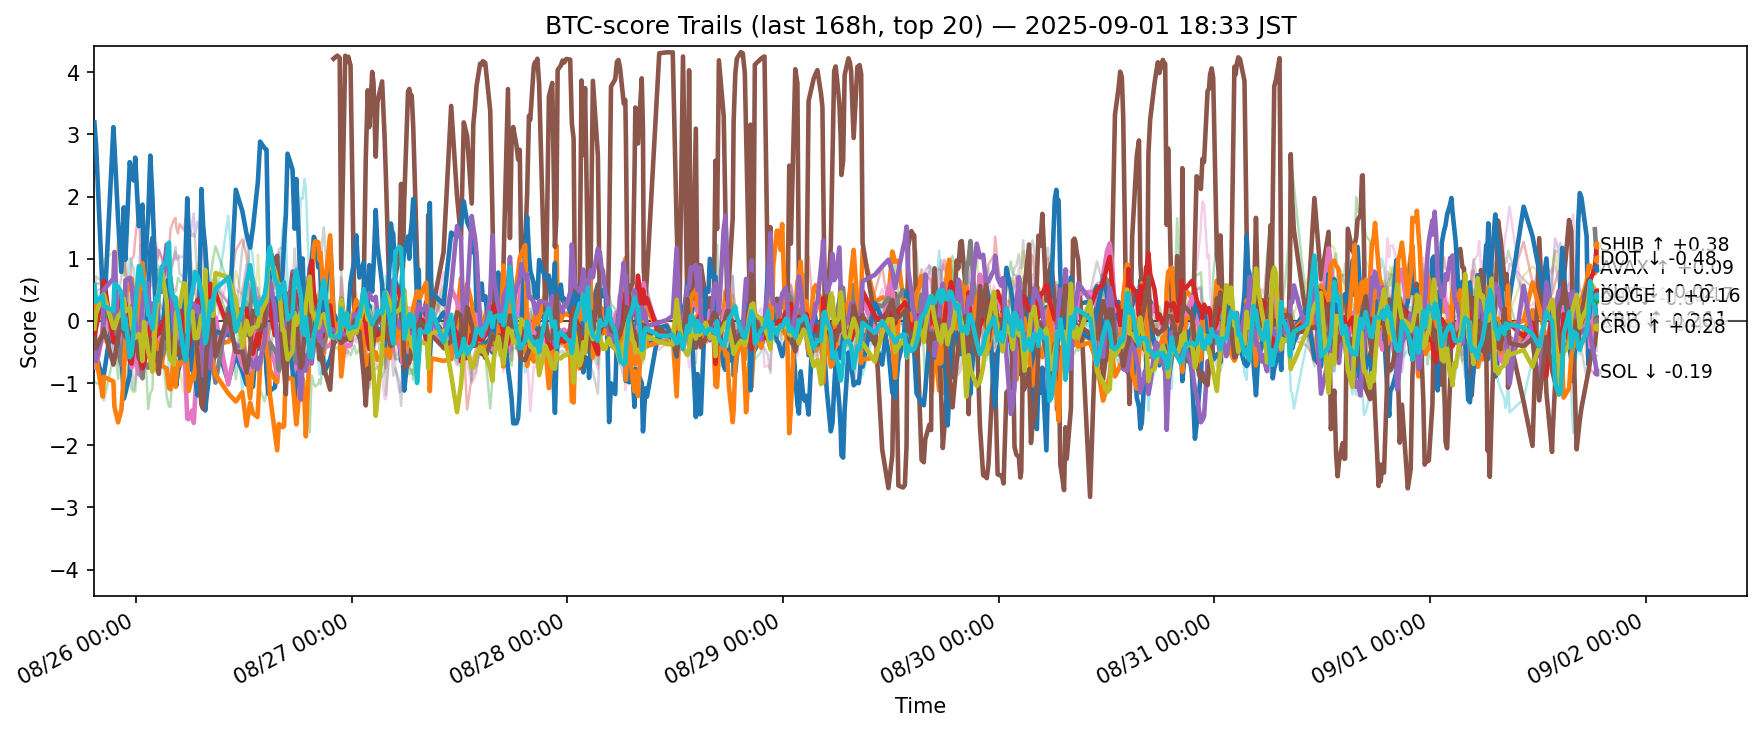 BTC-score Trails (last 168h, top 20) — 2025-09-01 18:33 JST
Score (z)
4
3
2
1
0
−1
−2
−3
−4
SHIB ↑ +0.38
DOT ↓ -0.48
AVAX ↑ +0.09
DOGE ↑ +0.16
CRO ↑ +0.28
SOL ↓ -0.19
08/26 00:00
08/27 00:00
08/28 00:00
08/29 00:00
08/30 00:00
08/31 00:00
09/01 00:00
09/02 00:00
Time